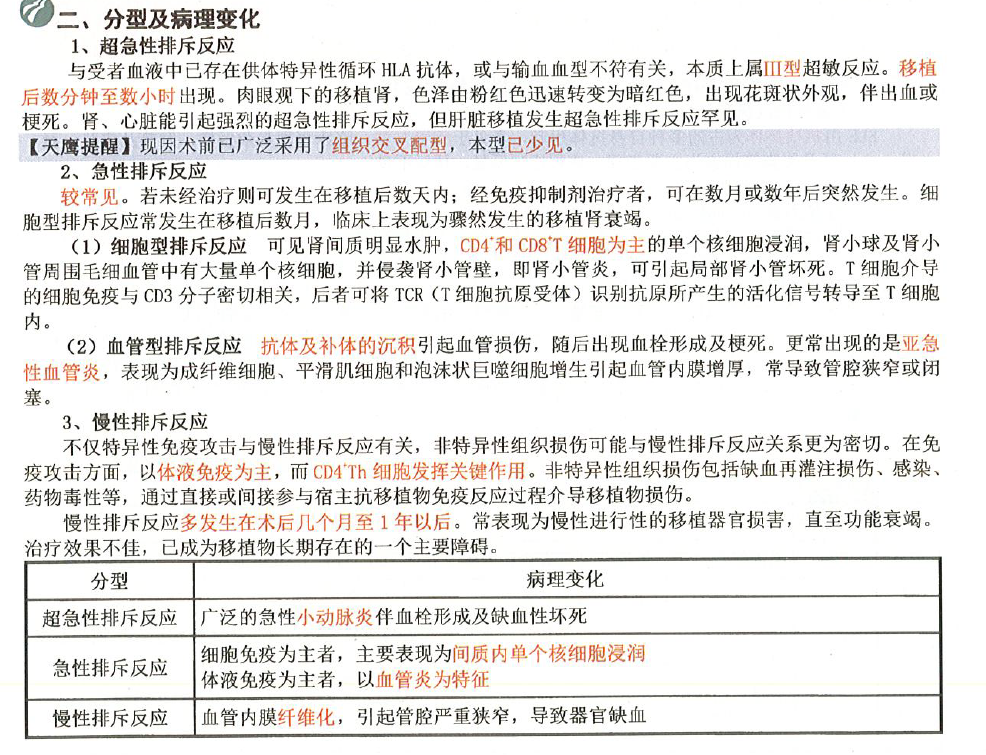 二、分型及病理变化
1、超急性排斥反应
与受者血液中已存在供体特异性循环 HLA 抗体，或与输血血型不符有关，本质上属III型超敏反应。移植
后数分钟至数小时出现。肉眼观下的移植肾，色泽由粉红色迅速转变为暗红色，出现花斑状外观，伴出血或
梗死。肾、心脏能引起强烈的超急性排斥反应，但肝脏移植发生超急性排斥反应罕见。
【天鹰提醒】现因术前已广泛采用了组织交叉配型，本型已少见。
2、急性排斥反应
较常见。若未经治疗则可发生在移植后数天内；经免疫抑制剂治疗者，可在数月或数年后突然发生。细
胞型排斥反应常发生在移植后数月，临床上表现为骤然发生的移植肾衰竭。
（1）细胞型排斥反应 可见肾间质明显水肿，CD4⁺和 CD8⁺T 细胞为主的单个核细胞浸润，肾小球及肾小
管周围毛细血管中有大量单个核细胞，并侵袭肾小管壁，即肾小管炎，可引起局部肾小管坏死。T 细胞介导
的细胞免疫与 CD3 分子密切相关，后者可将 TCR（T 细胞抗原受体）识别抗原所产生的活化信号转导至 T 细胞
内。
（2）血管型排斥反应 抗体及补体的沉积引起血管损伤，随后出现血栓形成及梗死。更常出现的是亚急
性血管炎，表现为成纤维细胞、平滑肌细胞和泡沫状巨噬细胞增生引起血管内膜增厚，常导致管腔狭窄或闭
塞。
3、慢性排斥反应
不仅特异性免疫攻击与慢性排斥反应有关，非特异性组织损伤可能与慢性排斥反应关系更为密切。在免
疫攻击方面，以体液免疫为主，而 CD4⁺Th 细胞发挥关键作用。非特异性组织损伤包括缺血再灌注损伤、感染、
药物毒性等，通过直接或间接参与宿主抗移植物免疫反应过程介导移植物损伤。
慢性排斥反应多发生在术后几个月至 1 年以后。常表现为慢性进行性的移植器官损害，直至功能衰竭。
治疗效果不佳，已成为移植物长期存在的一个主要障碍。
分型 病理变化
超急性排斥反应 广泛的急性小动脉炎伴血栓形成及缺血性坏死
急性排斥反应 细胞免疫为主者，主要表现为间质内单个核细胞浸润
体液免疫为主者，以血管炎为特征
慢性排斥反应 血管内膜纤维化，引起管腔严重狭窄，导致器官缺血